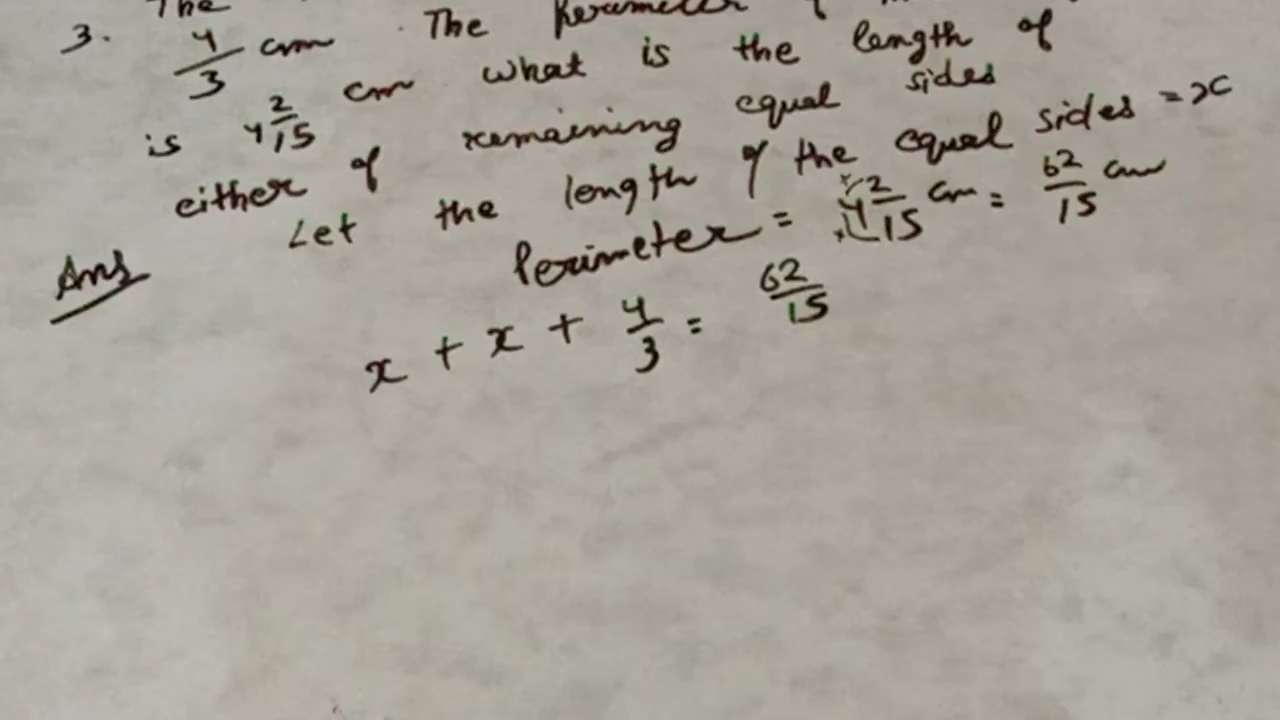 3. The
4/3 cm. The Perimeter
is 4 2/15 cm what is the length of
either of remaining equal sides
Ans Let the length of the equal sides = x
Perimeter = 4 2/15 cm = 62/15 cm
x + x + 4/3 = 62/15